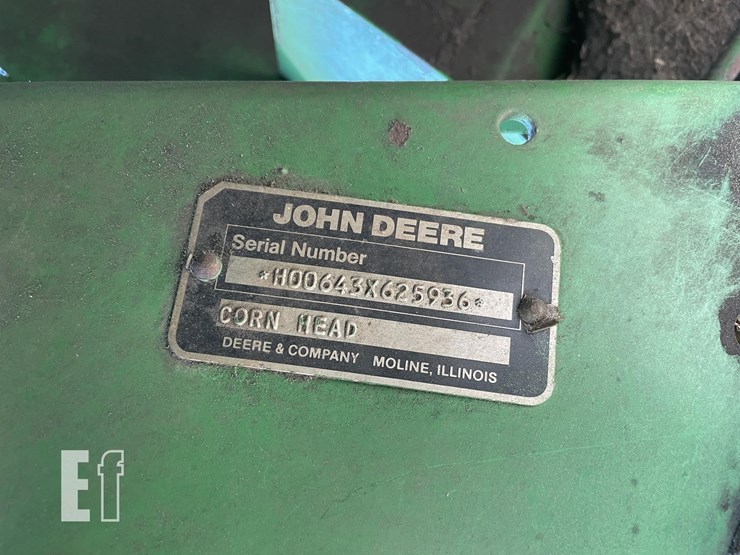 JOHN DEERE
Serial Number
*H00643X625936*
CORN HEAD
DEERE & COMPANY MOLINE, ILLINOIS
Ef